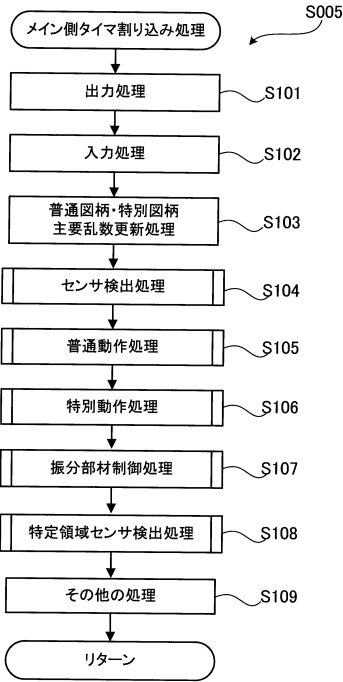 S005
メイン側タイマ割り込み処理
出力処理
S101
入力処理
S102
普通図柄・特別図柄
主要乱数更新処理
S103
センサ検出処理
S104
普通動作処理
S105
特別動作処理
S106
振分部材制御処理
S107
特定領域センサ検出処理
S108
その他の処理
S109
リターン